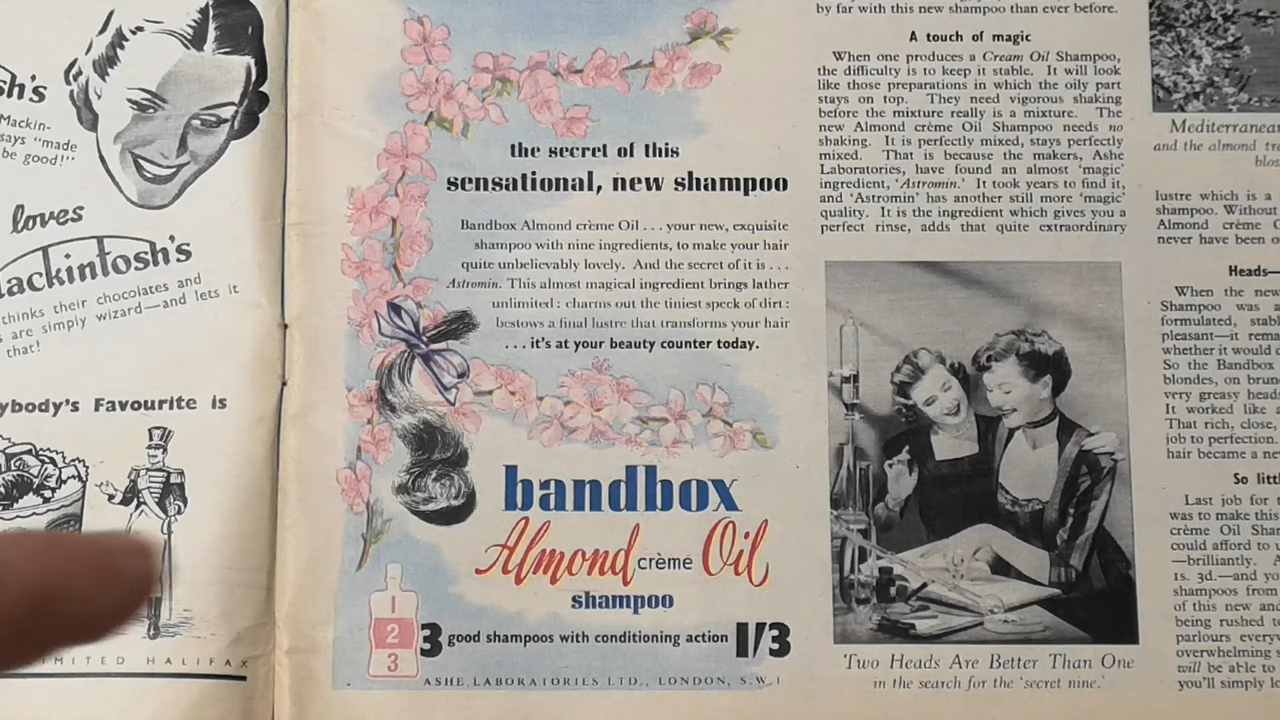 sh's
Mackin-
says "made
be good!"
loves
ackintosh's
thinks their chocolates and
are simply wizard—and lets it
that!
ybody's Favourite is
IMITED HALIFAX
the secret of this
sensational, new shampoo
Bandbox Almond crème Oil . . . your new, exquisite
shampoo with nine ingredients, to make your hair
quite unbelievably lovely. And the secret of it is . . .
Astromin. This almost magical ingredient brings lather
unlimited : charms out the tiniest speck of dirt :
bestows a final lustre that transforms your hair
. . . it's at your beauty counter today.
bandbox
Almond crème Oil
shampoo
1
2
3
3 good shampoos with conditioning action 1/3
ASHE LABORATORIES LTD., LONDON, S.W.1
by far with this new shampoo than ever before.
A touch of magic
When one produces a Cream Oil Shampoo,
the difficulty is to keep it stable. It will look
like those preparations in which the oily part
stays on top. They need vigorous shaking
before the mixture really is a mixture. The
new Almond crème Oil Shampoo needs no
shaking. It is perfectly mixed, stays perfectly
mixed. That is because the makers, Ashe
Laboratories, have found an almost 'magic'
ingredient, 'Astromin.' It took years to find it,
and 'Astromin' has another still more 'magic'
quality. It is the ingredient which gives you a
perfect rinse, adds that quite extraordinary
'Two Heads Are Better Than One
in the search for the 'secret nine.'
Mediterranean
and the almond tre
blos
lustre which is a
shampoo. Without
Almond crème O
never have been o
Heads—
When the new
Shampoo was a
formulated, stabl
pleasant—it rema
whether it would d
So the Bandbox
blondes, on brun
very greasy heads
It worked like a
That rich, close,
job to perfection,
hair became a ne
So littl
Last job for t
was to make this
crème Oil Shan
could afford to u
—brilliantly. A
1s. 3d.—and yo
shampoos from
of this new and
being rushed to
parlours everyw
overwhelming s
will be able to
you'll simply lo